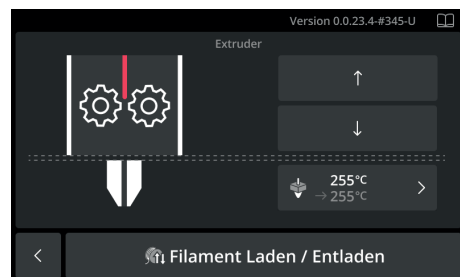 Version 0.0.23.4-#345-U
Extruder
↑
↓
255°C
→ 255°C
Filament Laden / Entladen